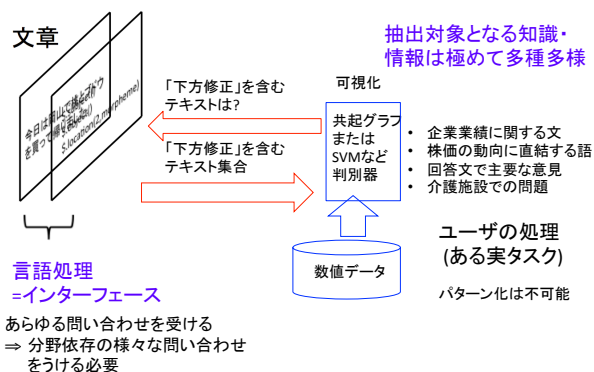 文章
抽出対象となる知識・
情報は極めて多種多様
「下方修正」を含む
テキストは?
可視化
共起グラフ
または
SVMなど
判別器
「下方修正」を含む
テキスト集合
• 企業業績に関する文
• 株価の動向に直結する語
• 回答文で主要な意見
• 介護施設での問題
$.location(2,morpheme)
数値データ
ユーザの処理
(ある実タスク)
パターン化は不可能
言語処理
=インターフェース
あらゆる問い合わせを受ける
⇒ 分野依存の様々な問い合わせ
をうける必要